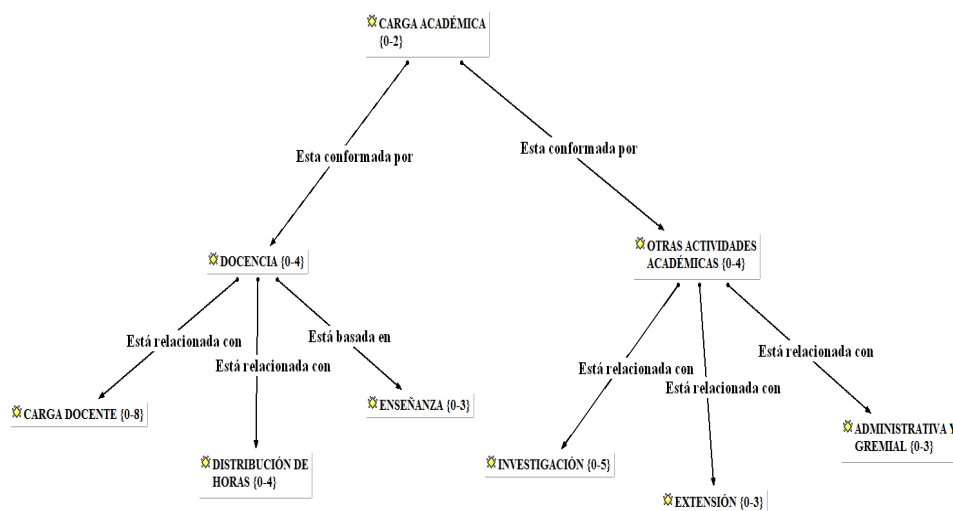 CARGA ACADÉMICA
{0-2}
Esta conformada por
Esta conformada por
DOCENCIA {0-4}
OTRAS ACTIVIDADES
ACADÉMICAS {0-4}
Está relacionada con
Está relacionada con
Está basada en
Está relacionada con
Está relacionada con
Está relacionada con
CARGA DOCENTE {0-8}
DISTRIBUCIÓN DE
HORAS {0-4}
ENSEÑANZA {0-3}
INVESTIGACIÓN {0-5}
EXTENSIÓN {0-3}
ADMINISTRATIVA Y
GREMIAL {0-3}